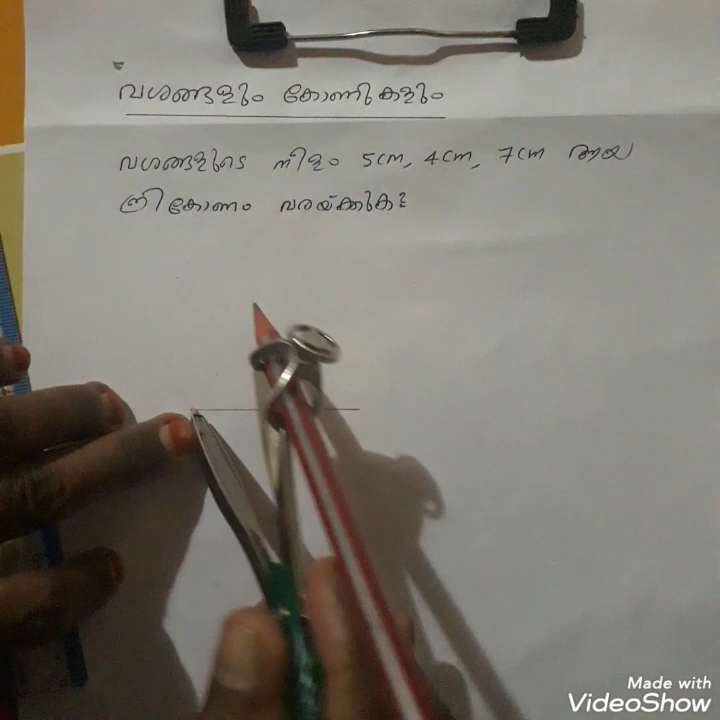 വശങ്ങളും കോണുകളും
വശങ്ങളുടെ നീളം 5cm, 4cm, 7cm ആയ
ത്രികോണം വരയ്ക്കുക?
Made with
VideoShow